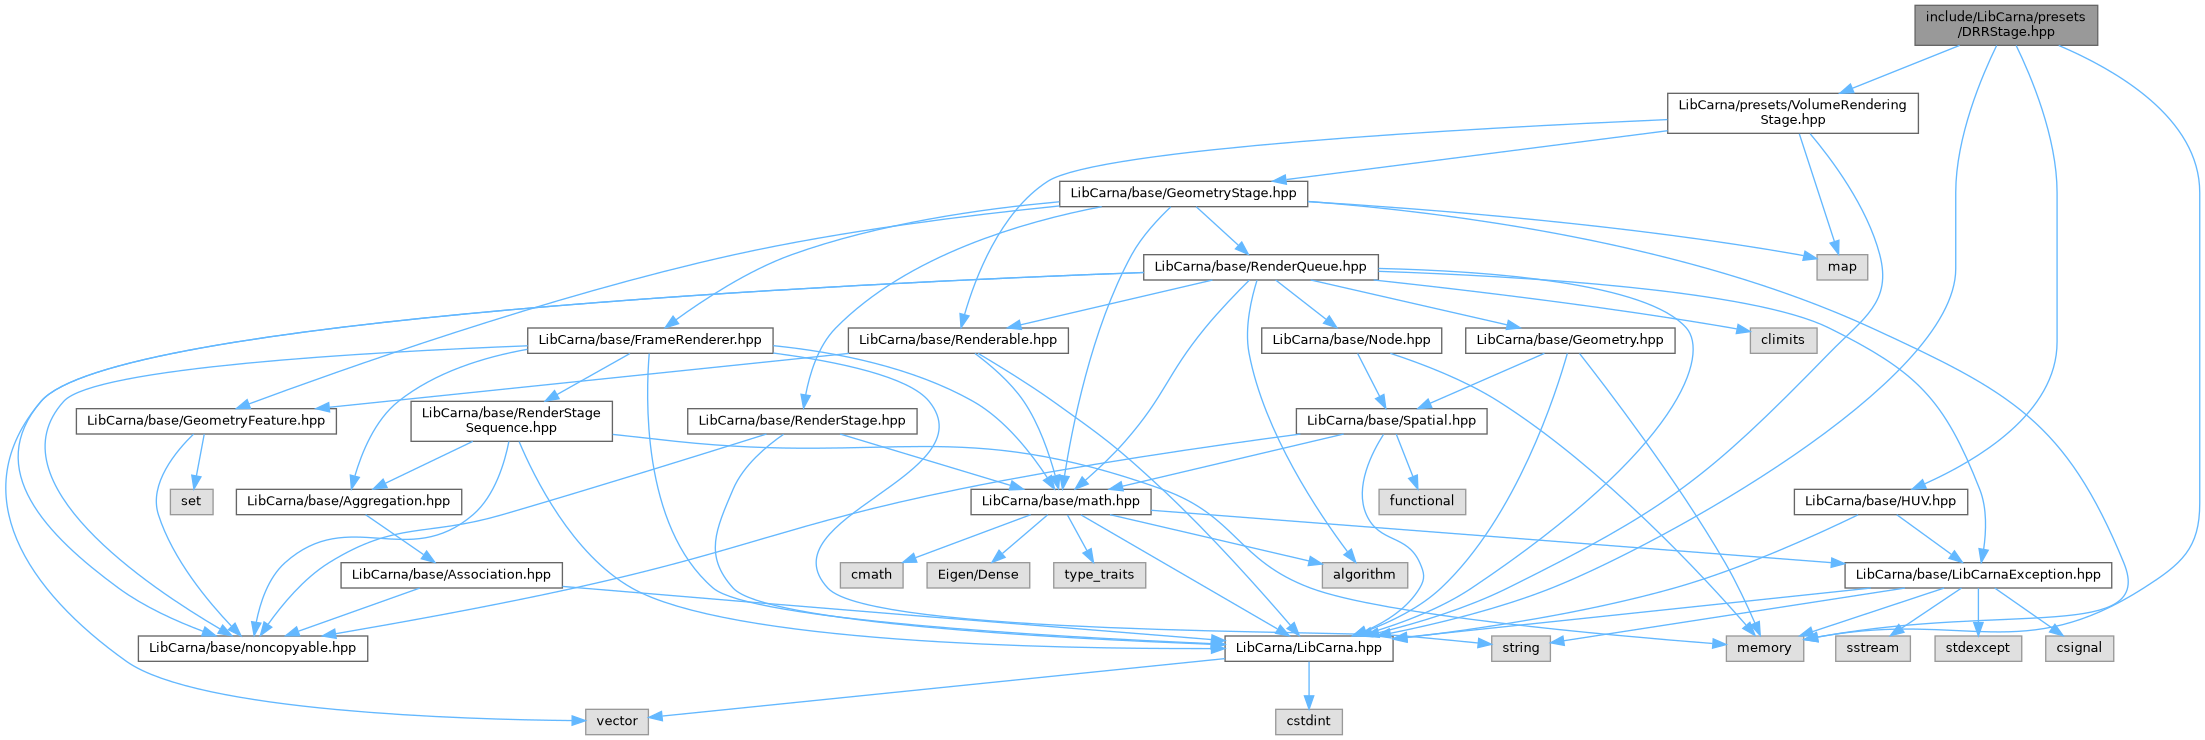 include/LibCarna/presets
/DRRStage.hpp
LibCarna/presets/VolumeRendering
Stage.hpp
LibCarna/base/GeometryStage.hpp
LibCarna/base/RenderQueue.hpp
map
LibCarna/base/FrameRenderer.hpp
LibCarna/base/Renderable.hpp
LibCarna/base/Node.hpp
LibCarna/base/Geometry.hpp
climits
LibCarna/base/GeometryFeature.hpp
LibCarna/base/RenderStage
Sequence.hpp
LibCarna/base/RenderStage.hpp
LibCarna/base/Spatial.hpp
set
LibCarna/base/Aggregation.hpp
LibCarna/base/math.hpp
functional
LibCarna/base/HUV.hpp
LibCarna/base/Association.hpp
cmath
Eigen/Dense
type_traits
algorithm
LibCarna/base/LibCarnaException.hpp
LibCarna/base/noncopyable.hpp
LibCarna/LibCarna.hpp
string
memory
sstream
stdexcept
csignal
vector
cstdint